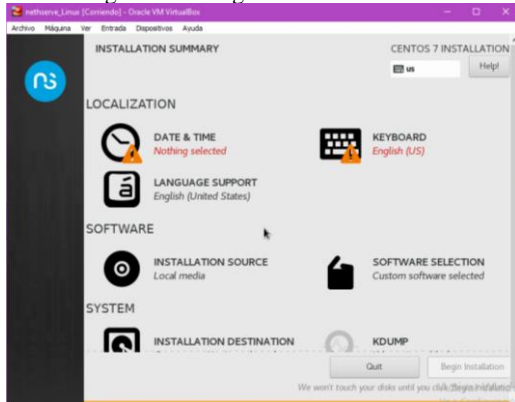 nethserve_Linux [Corriendo] - Oracle VM VirtualBox
Archivo Máquina Ver Entrada Dispositivos Ayuda
INSTALLATION SUMMARY
CENTOS 7 INSTALLATION
us
Help!
ns
LOCALIZATION
DATE & TIME
Nothing selected
KEYBOARD
English (US)
á
LANGUAGE SUPPORT
English (United States)
SOFTWARE
INSTALLATION SOURCE
Local media
SOFTWARE SELECTION
Custom software selected
SYSTEM
INSTALLATION DESTINATION
KDUMP
Quit
Begin Installation
We won't touch your disks until you click